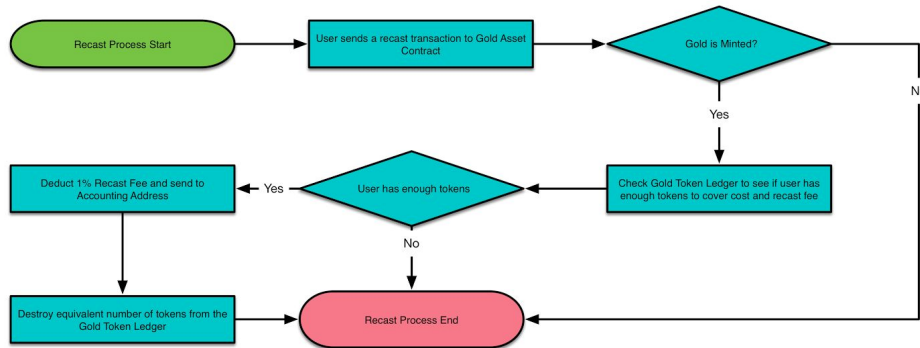 Recast Process Start
User sends a recast transaction to Gold Asset
Contract
Gold is Minted?
N
Yes
Deduct 1% Recast Fee and send to
Accounting Address
Yes
User has enough tokens
Check Gold Token Ledger to see if user has
enough tokens to cover cost and recast fee
No
Destroy equivalent number of tokens from the
Gold Token Ledger
Recast Process End